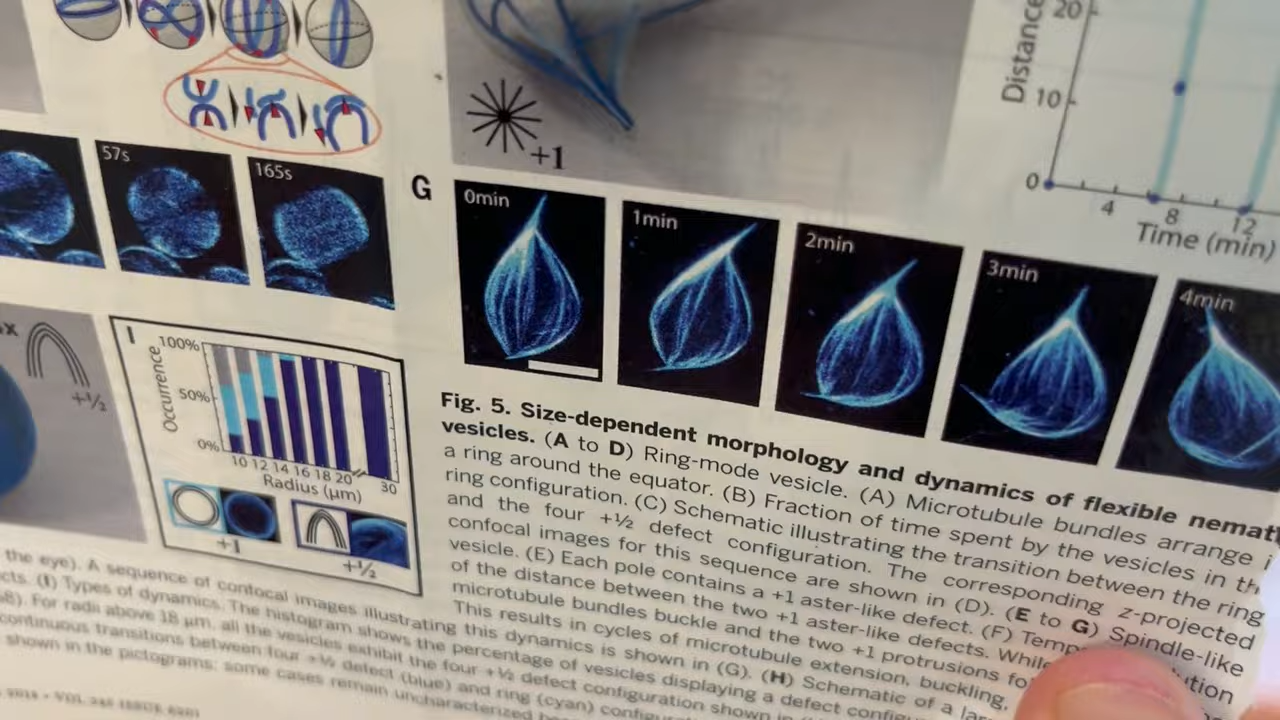 +1
Distance
20
10
0
4
8
12
Time (min)
57s
165s
G
0min
1min
2min
3min
4min
x
+½
I
Occurrence
100%
50%
0%
10 12 14 16 18 20 30
Radius (µm)
+1
+½
Fig. 5. Size-dependent morphology and dynamics of flexible
vesicles. (A to D) Ring-mode vesicle. (A) Microtubule bundles arrange
a ring around the equator. (B) Fraction of time spent by the vesicles in
ring configuration. (C) Schematic illustrating the transition between the ring
and the four +½ defect configuration. The corresponding z-projected
confocal images for this sequence are shown in (D). (E to G) Spindle-like
vesicle. (E) Each pole contains a +1 aster-like defect. (F)
of the distance between the two +1 aster-like defects. While
microtubule bundles buckle and the two +1 protrusions
This results in cycles of microtubule extension, buckling,
the eye). A sequence of confocal images illustrating this dynamics is shown in (G). (H) Schematic of a
(I) Types of dynamics. The histogram shows the percentage of vesicles displaying a defect
For radii above 18 µm, all the vesicles exhibit the four +½ defect configuration shown
continuous transitions between four +½ defect (blue) and ring (cyan)
shown in the pictograms; some cases remain uncharacterized